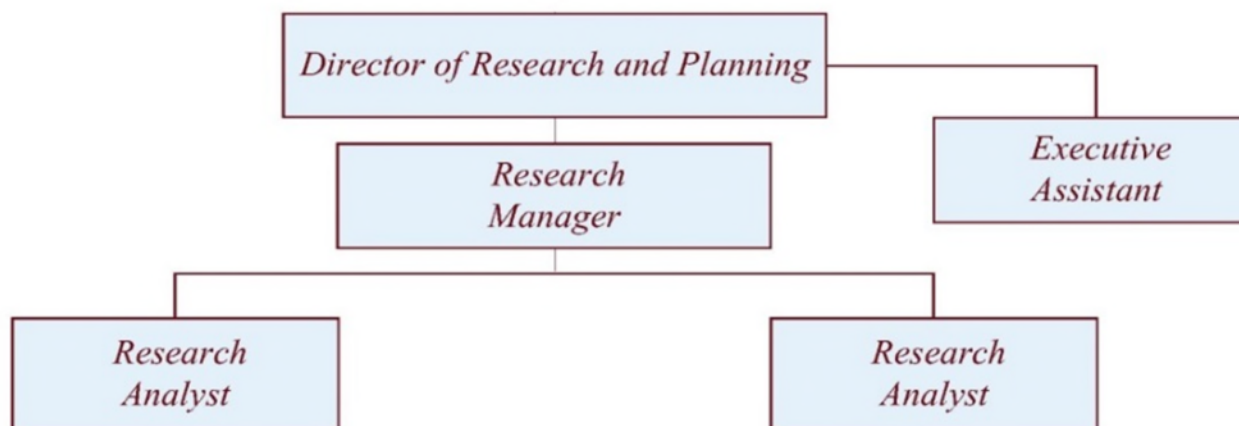 Director of Research and Planning
Executive
Assistant
Research
Manager
Research
Analyst
Research
Analyst